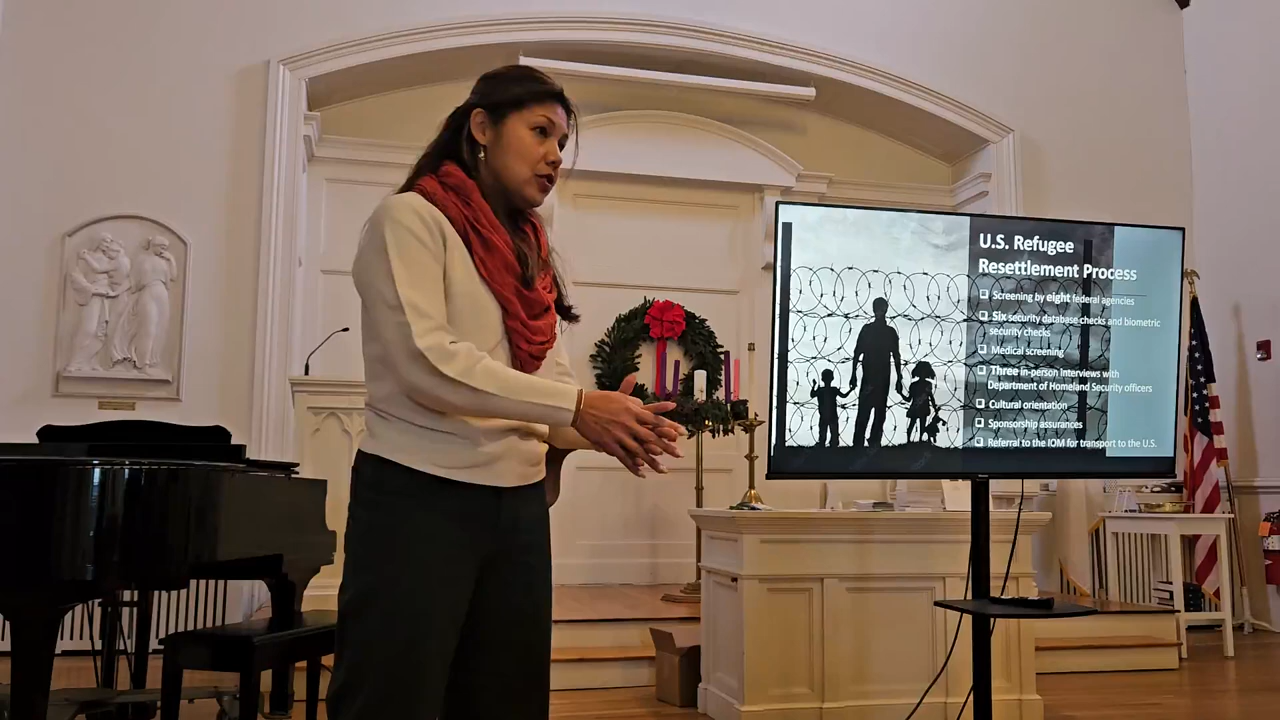 U.S. Refugee
Resettlement Process
Screening by eight federal agencies
Six security database checks and biometric
security checks
Medical screening
Three in-person interviews with
Department of Homeland Security officers
Cultural orientation
Sponsorship assurances
Referral to the IOM for transport to the U.S.